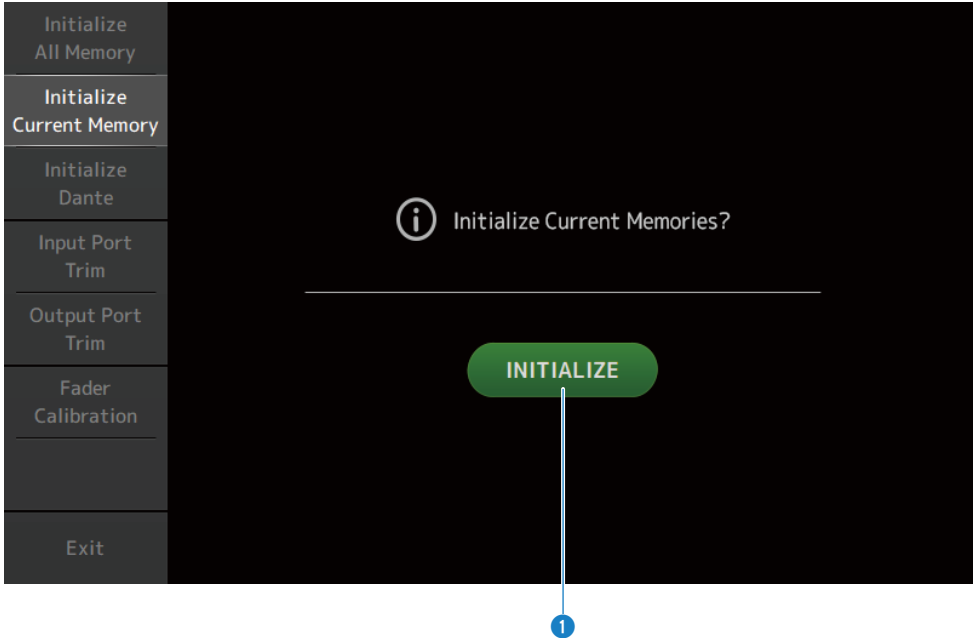 Initialize
All Memory
Initialize
Current Memory
Initialize
Dante
Input Port
Trim
Output Port
Trim
Fader
Calibration
Exit
Initialize Current Memories?
INITIALIZE
1